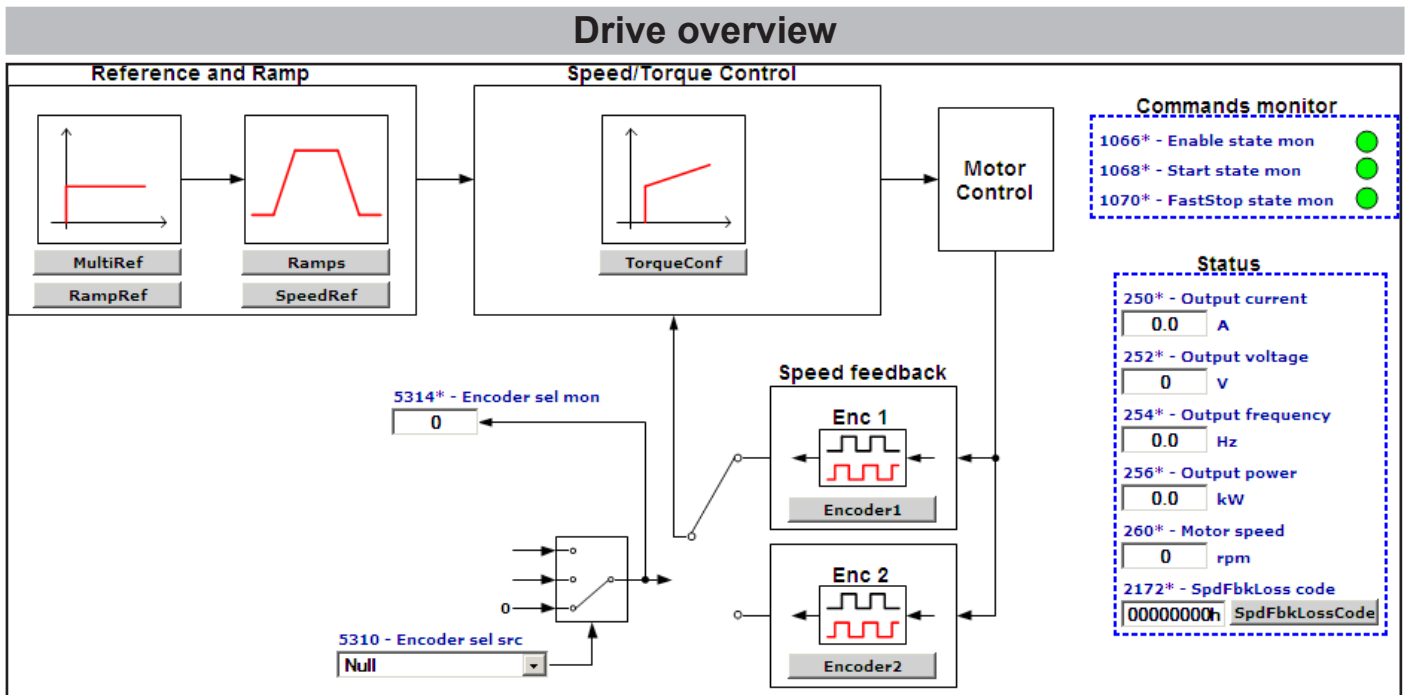 Drive overview
Reference and Ramp
Speed/Torque Control
MultiRef
Ramps
RampRef
SpeedRef
TorqueConf
Motor
Control
Commands monitor
1066* - Enable state mon
1068* - Start state mon
1070* - FastStop state mon
Status
250* - Output current
0.0 A
252* - Output voltage
0 V
254* - Output frequency
0.0 Hz
256* - Output power
0.0 kW
260* - Motor speed
0 rpm
2172* - SpdFbkLoss code
00000000h SpdFbkLossCode
Speed feedback
Enc 1
Encoder1
Enc 2
Encoder2
5314* - Encoder sel mon
0
0
5310 - Encoder sel src
Null